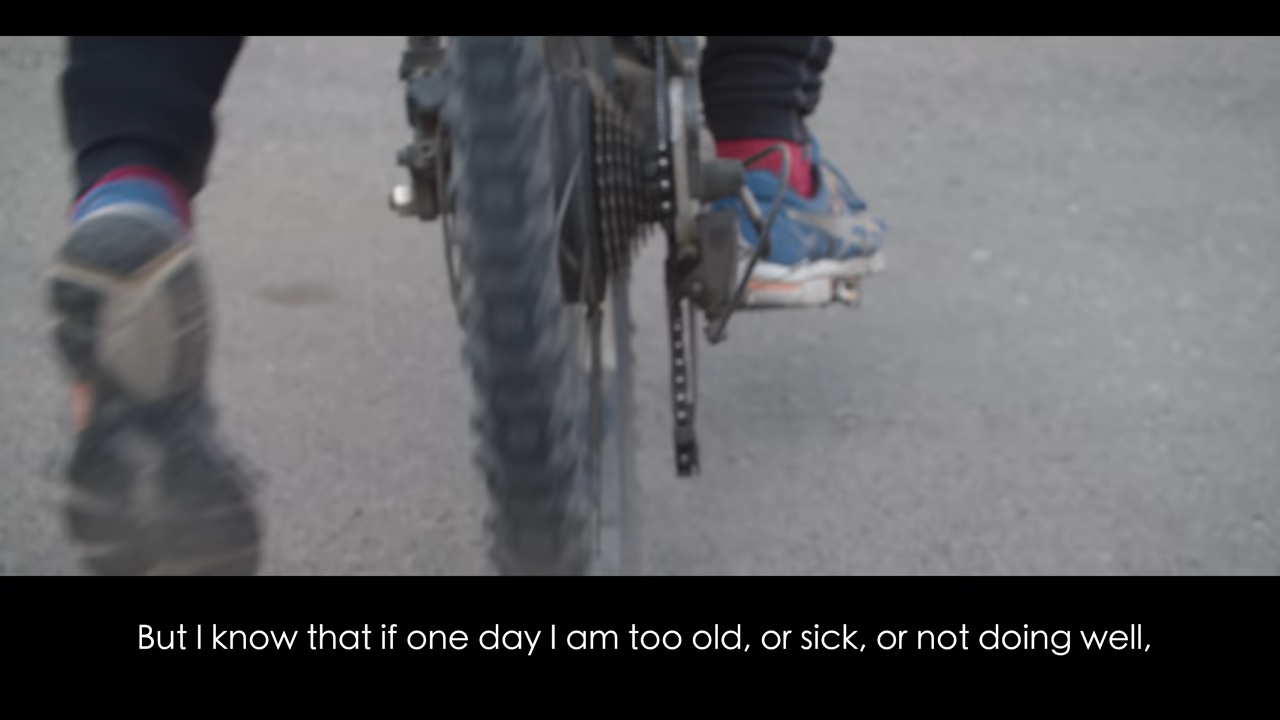 But I know that if one day I am too old, or sick, or not doing well,